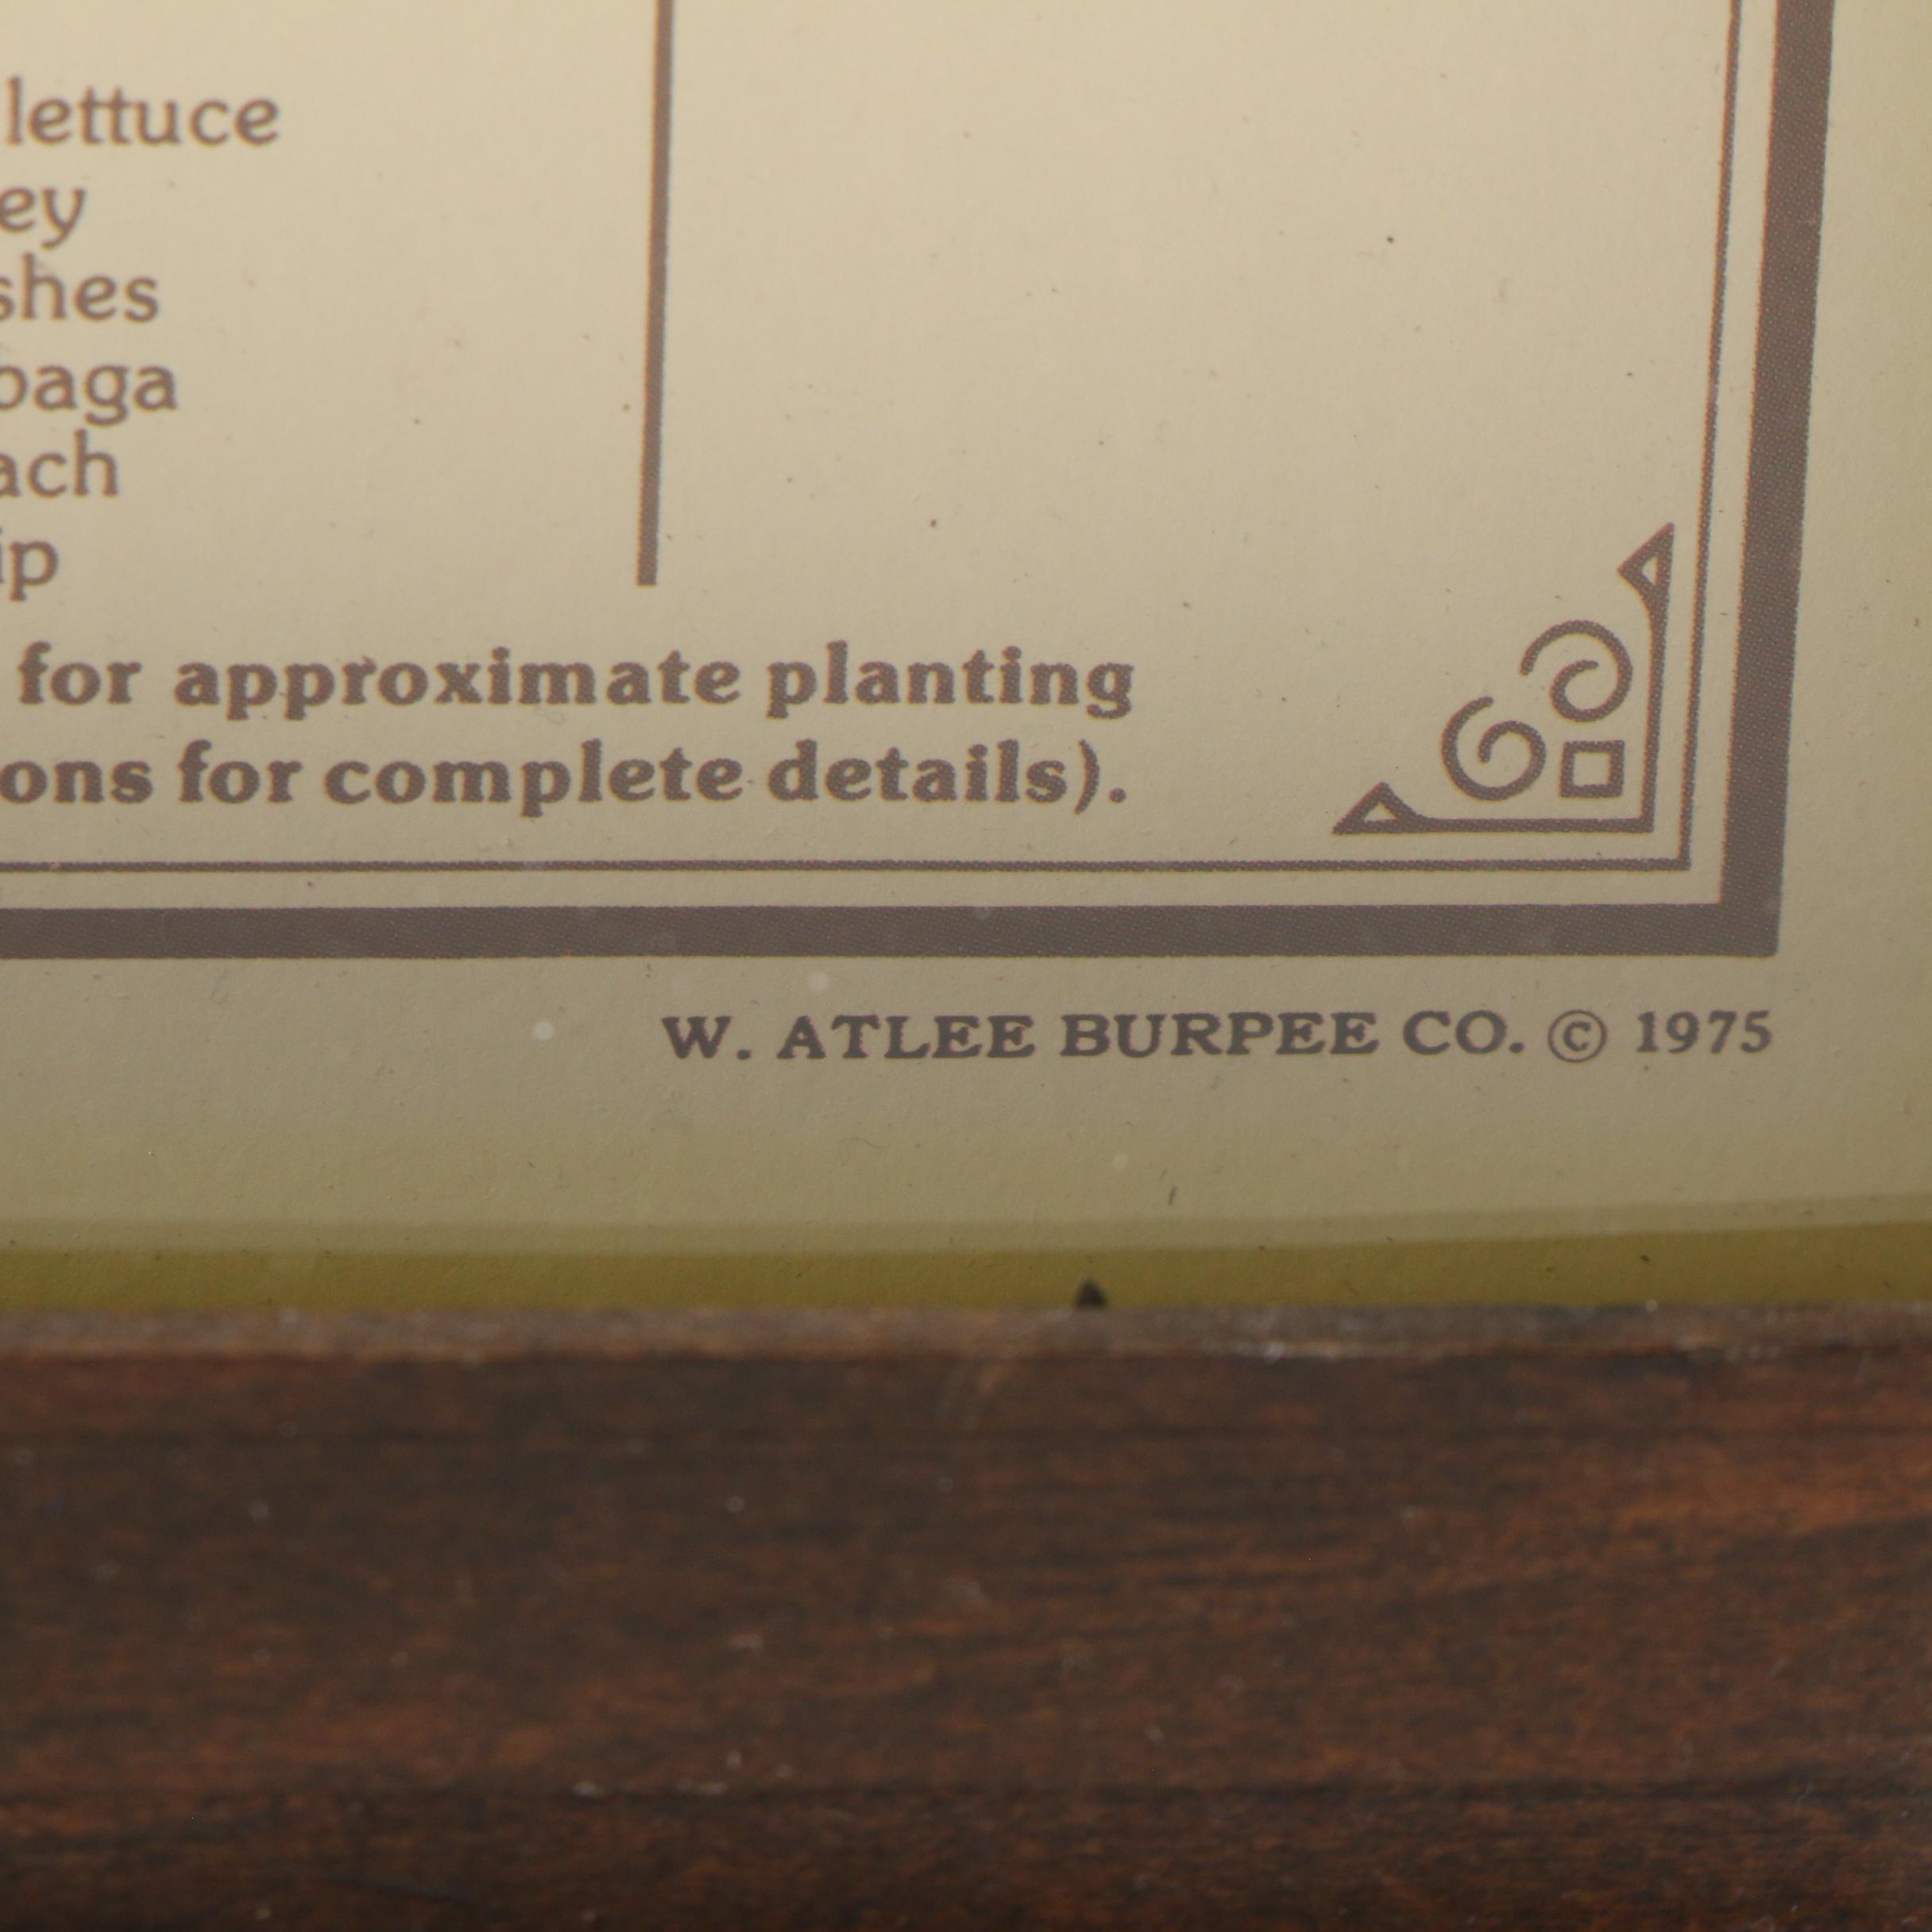 lettuce
ey
shes
baga
ach
ip
for approximate planting
ons for complete details).
W. ATLEE BURPEE CO. © 1975